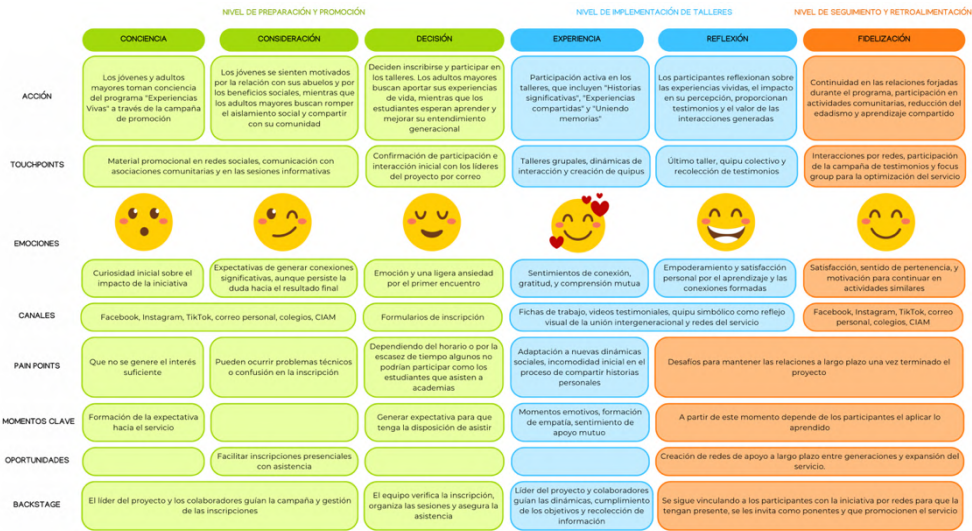 NIVEL DE PREPARACIÓN Y PROMOCIÓN
NIVEL DE IMPLEMENTACIÓN DE TALLERES
NIVEL DE SEGUIMIENTO Y RETROALIMENTACIÓN
CONCIENCIA
CONSIDERACIÓN
DECISIÓN
EXPERIENCIA
REFLEXIÓN
FIDELIZACIÓN
ACCIÓN
Los jóvenes y adultos
mayores toman conciencia
del programa "Experiencias
Vivas" a través de la campaña
de promoción
Los jóvenes se sienten motivados
por la relación con sus abuelos y por
los beneficios sociales, mientras que
los adultos mayores buscan romper
el aislamiento social y compartir
con su comunidad
Deciden inscribirse y participar en
los talleres. Los adultos mayores
buscan aportar sus experiencias
de vida, mientras que los
estudiantes esperan aprender y
mejorar su entendimiento
generacional
Participación activa en los
talleres, que incluyen "Historias
significativas", "Experiencias
compartidas" y "Uniendo
memorias"
Los participantes reflexionan sobre
las experiencias vividas, el impacto
en su percepción, proporcionan
testimonios y el valor de las
interacciones generadas
Continuidad en las relaciones forjadas
durante el programa, participación en
actividades comunitarias, reducción del
edadismo y aprendizaje compartido
TOUCHPOINTS
Material promocional en redes sociales, comunicación con
asociaciones comunitarias y en las sesiones informativas
Confirmación de participación e
interacción inicial con los líderes
del proyecto por correo
Talleres grupales, dinámicas de
interacción y creación de quipus
Último taller, quipu colectivo y
recolección de testimonios
Interacciones por redes, participación
de la campaña de testimonios y focus
group para la optimización del servicio
EMOCIONES
Curiosidad inicial sobre el
impacto de la iniciativa
Expectativas de generar conexiones
significativas, aunque persiste la
duda hacia el resultado final
Emoción y una ligera ansiedad
por el primer encuentro
Sentimientos de conexión,
gratitud, y comprensión mutua
Empoderamiento y satisfacción
personal por el aprendizaje y las
conexiones formadas
Satisfacción, sentido de pertenencia, y
motivación para continuar en
actividades similares
CANALES
Facebook, Instagram, TikTok, correo personal, colegios, CIAM
Formularios de inscripción
Fichas de trabajo, videos testimoniales, quipu simbólico como reflejo
visual de la unión intergeneracional y redes del servicio
Facebook, Instagram, TikTok, correo
personal, colegios, CIAM
PAIN POINTS
Que no se genere el interés
suficiente
Pueden ocurrir problemas técnicos
o confusión en la inscripción
Dependiendo del horario o por la
escasez de tiempo algunos no
podrían participar como los
estudiantes que asisten a
academias
Adaptación a nuevas dinámicas
sociales, incomodidad inicial en el
proceso de compartir historias
personales
Desafíos para mantener las relaciones a largo plazo una vez terminado el
proyecto
MOMENTOS CLAVE
Formación de la expectativa
hacia el servicio
Generar expectativa para que
tenga la disposición de asistir
Momentos emotivos, formación
de empatía, sentimiento de
apoyo mutuo
A partir de este momento depende de los participantes el aplicar lo
aprendido
OPORTUNIDADES
Facilitar inscripciones presenciales
con asistencia
Creación de redes de apoyo a largo plazo entre generaciones y expansión del
servicio.
BACKSTAGE
El líder del proyecto y los colaboradores guían la campaña y gestión
de las inscripciones
El equipo verifica la inscripción,
organiza las sesiones y asegura la
asistencia
Líder del proyecto y colaboradores
guían las dinámicas, cumplimiento
de los objetivos y recolección de
información
Se sigue vinculando a los participantes con la iniciativa por redes para que la
tengan presente, se les invita como ponentes y que promocionen el servicio